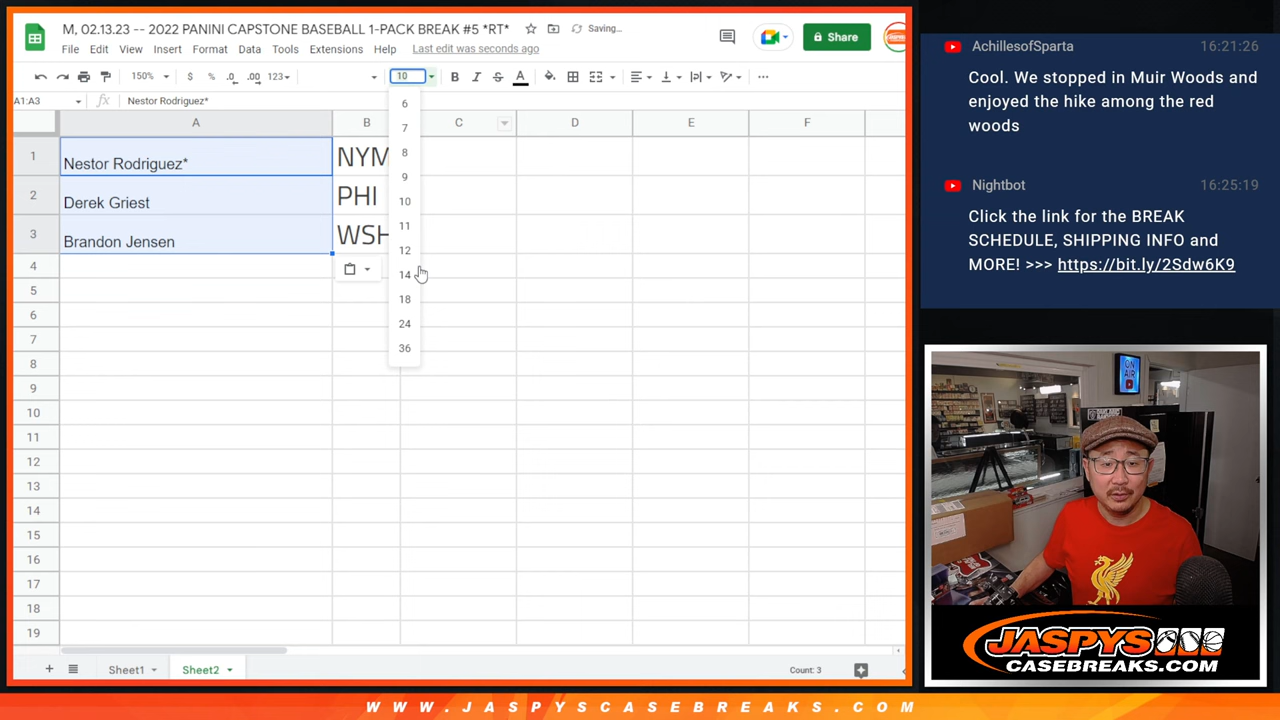 M, 02.13.23 -- 2022 PANINI CAPSTONE BASEBALL 1-PACK BREAK #5 *RT*
Saving...
File Edit View Insert Format Data Tools Extensions Help Last edit was seconds ago
Share
150% $ % .0 .00 123 10 B I S A
A1:A3 fx Nestor Rodriguez*
A B C D E F
1 Nestor Rodriguez* NYM
2 Derek Griest PHI
3 Brandon Jensen WSH
4
5
6
7
8
9
10
11
12
13
14
15
16
17
18
19
6
7
8
9
10
11
12
14
18
24
36
Sheet1 Sheet2 Count: 3
AchillesofSparta 16:21:26
Cool. We stopped in Muir Woods and
enjoyed the hike among the red
woods
Nightbot 16:25:19
Click the link for the BREAK
SCHEDULE, SHIPPING INFO and
MORE! >>> https://bit.ly/2Sdw6K9
ON
AIR
JASPYS
CASEBREAKS.COM
WWW.JASPYSCASEBREAKS.COM